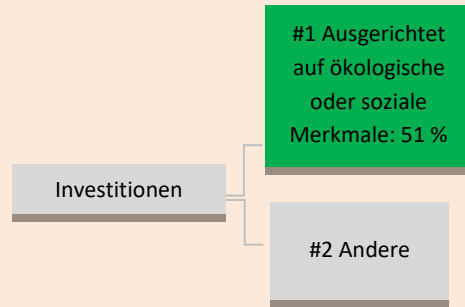 #1 Ausgerichtet
auf ökologische
oder soziale
Merkmale: 51 %
Investitionen
#2 Andere